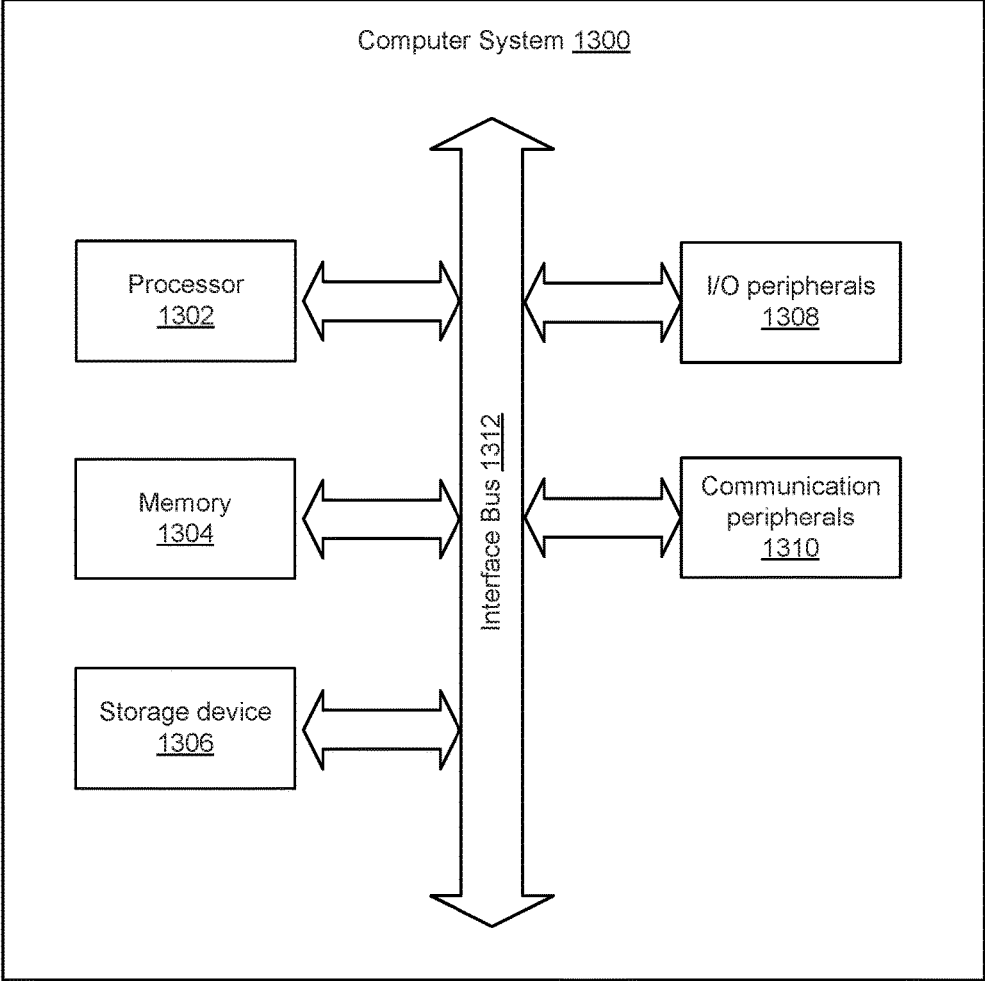 Computer System 1300
Processor
1302
I/O peripherals
1308
Interface Bus 1312
Memory
1304
Communication
peripherals
1310
Storage device
1306